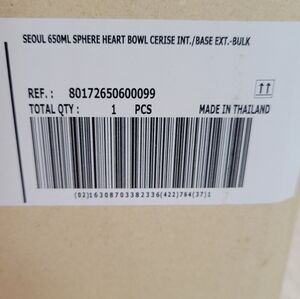 SEOUL 650ML SPHERE HEART BOWL CERISE INT./BASE EXT.-BULK
REF.: 80172650600099
TOTAL QTY: 1 PCS MADE IN THAILAND
(02)16308703382336(422)764(37)1